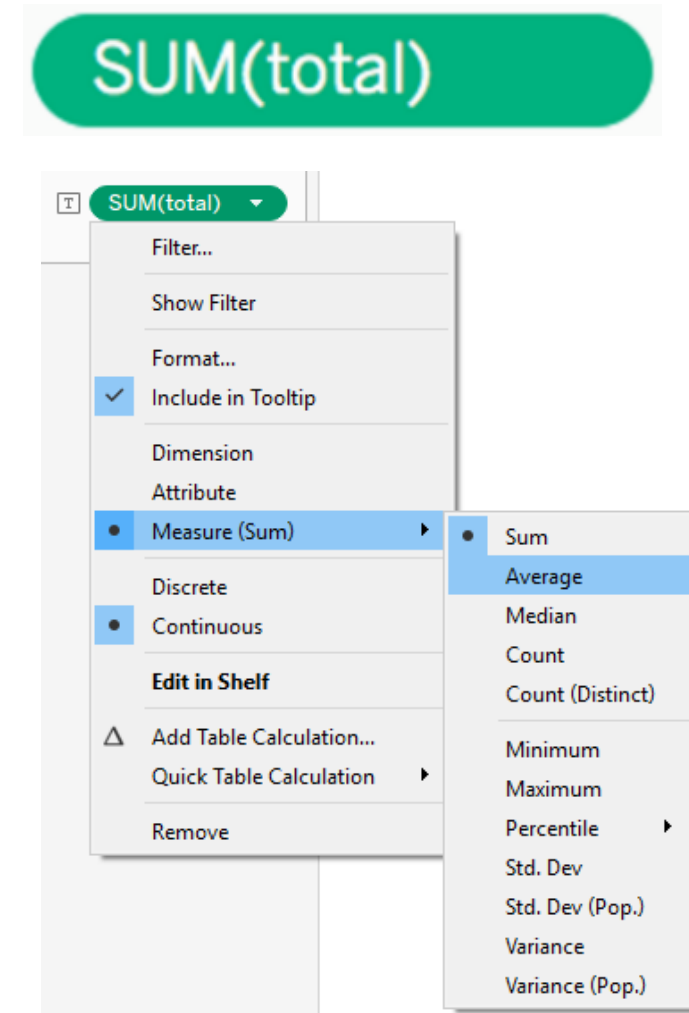 SUM(total)
T SUM(total)
Filter...
Show Filter
Format...
Include in Tooltip
Dimension
Attribute
Measure (Sum)
Discrete
Continuous
Edit in Shelf
Add Table Calculation...
Quick Table Calculation
Remove
Sum
Average
Median
Count
Count (Distinct)
Minimum
Maximum
Percentile
Std. Dev
Std. Dev (Pop.)
Variance
Variance (Pop.)